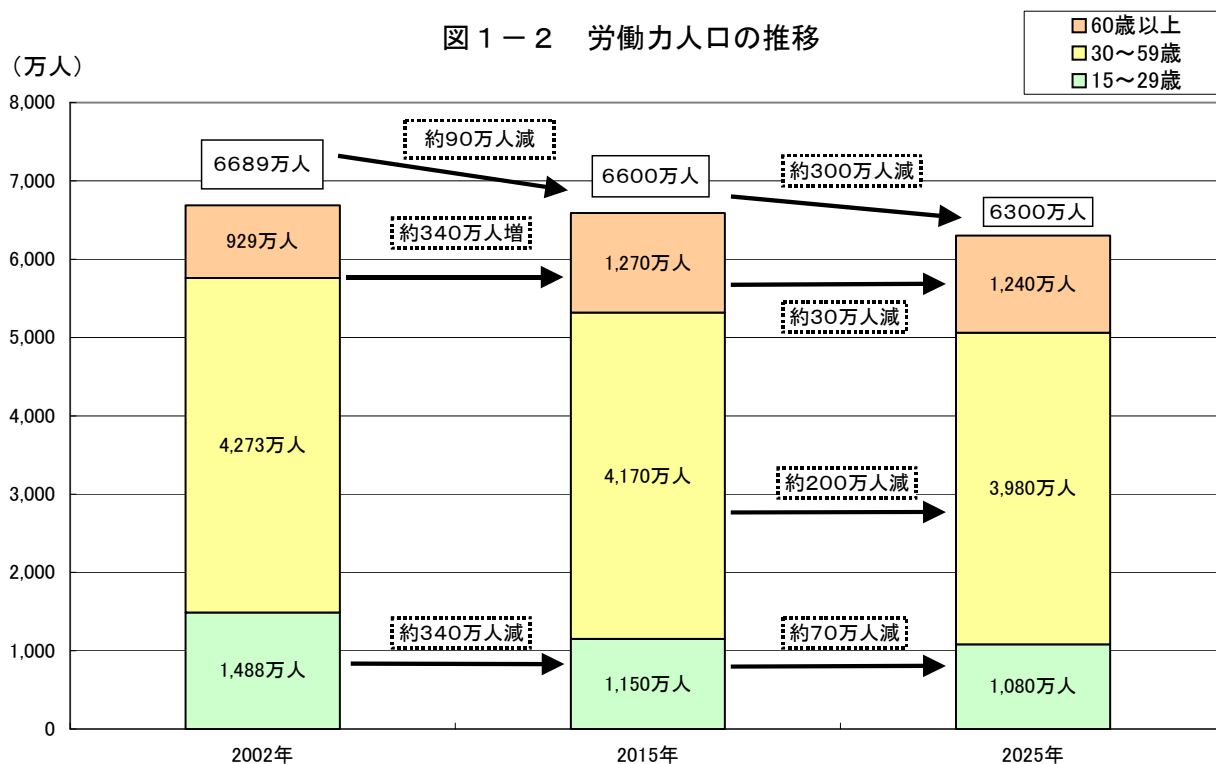 図１－２　労働力人口の推移
60歳以上
30～59歳
15～29歳
（万人）
8,000
7,000
6,000
5,000
4,000
3,000
2,000
1,000
0
6689万人
約90万人減
6600万人
約300万人減
6300万人
929万人
約340万人増
1,270万人
約30万人減
1,240万人
4,273万人
4,170万人
約200万人減
3,980万人
1,488万人
約340万人減
1,150万人
約70万人減
1,080万人
2002年
2015年
2025年